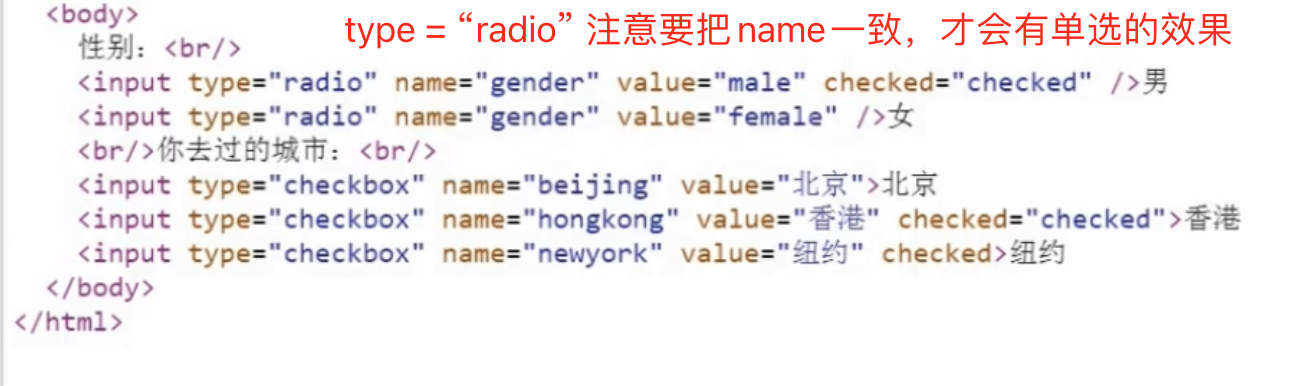 <body>
type = “radio” 注意要把name一致，才会有单选的效果
性别：<br/>
<input type="radio" name="gender" value="male" checked="checked" />男
<input type="radio" name="gender" value="female" />女
<br/>你去过的城市：<br/>
<input type="checkbox" name="beijing" value="北京">北京
<input type="checkbox" name="hongkong" value="香港" checked="checked">香港
<input type="checkbox" name="newyork" value="纽约" checked>纽约
</body>
</html>